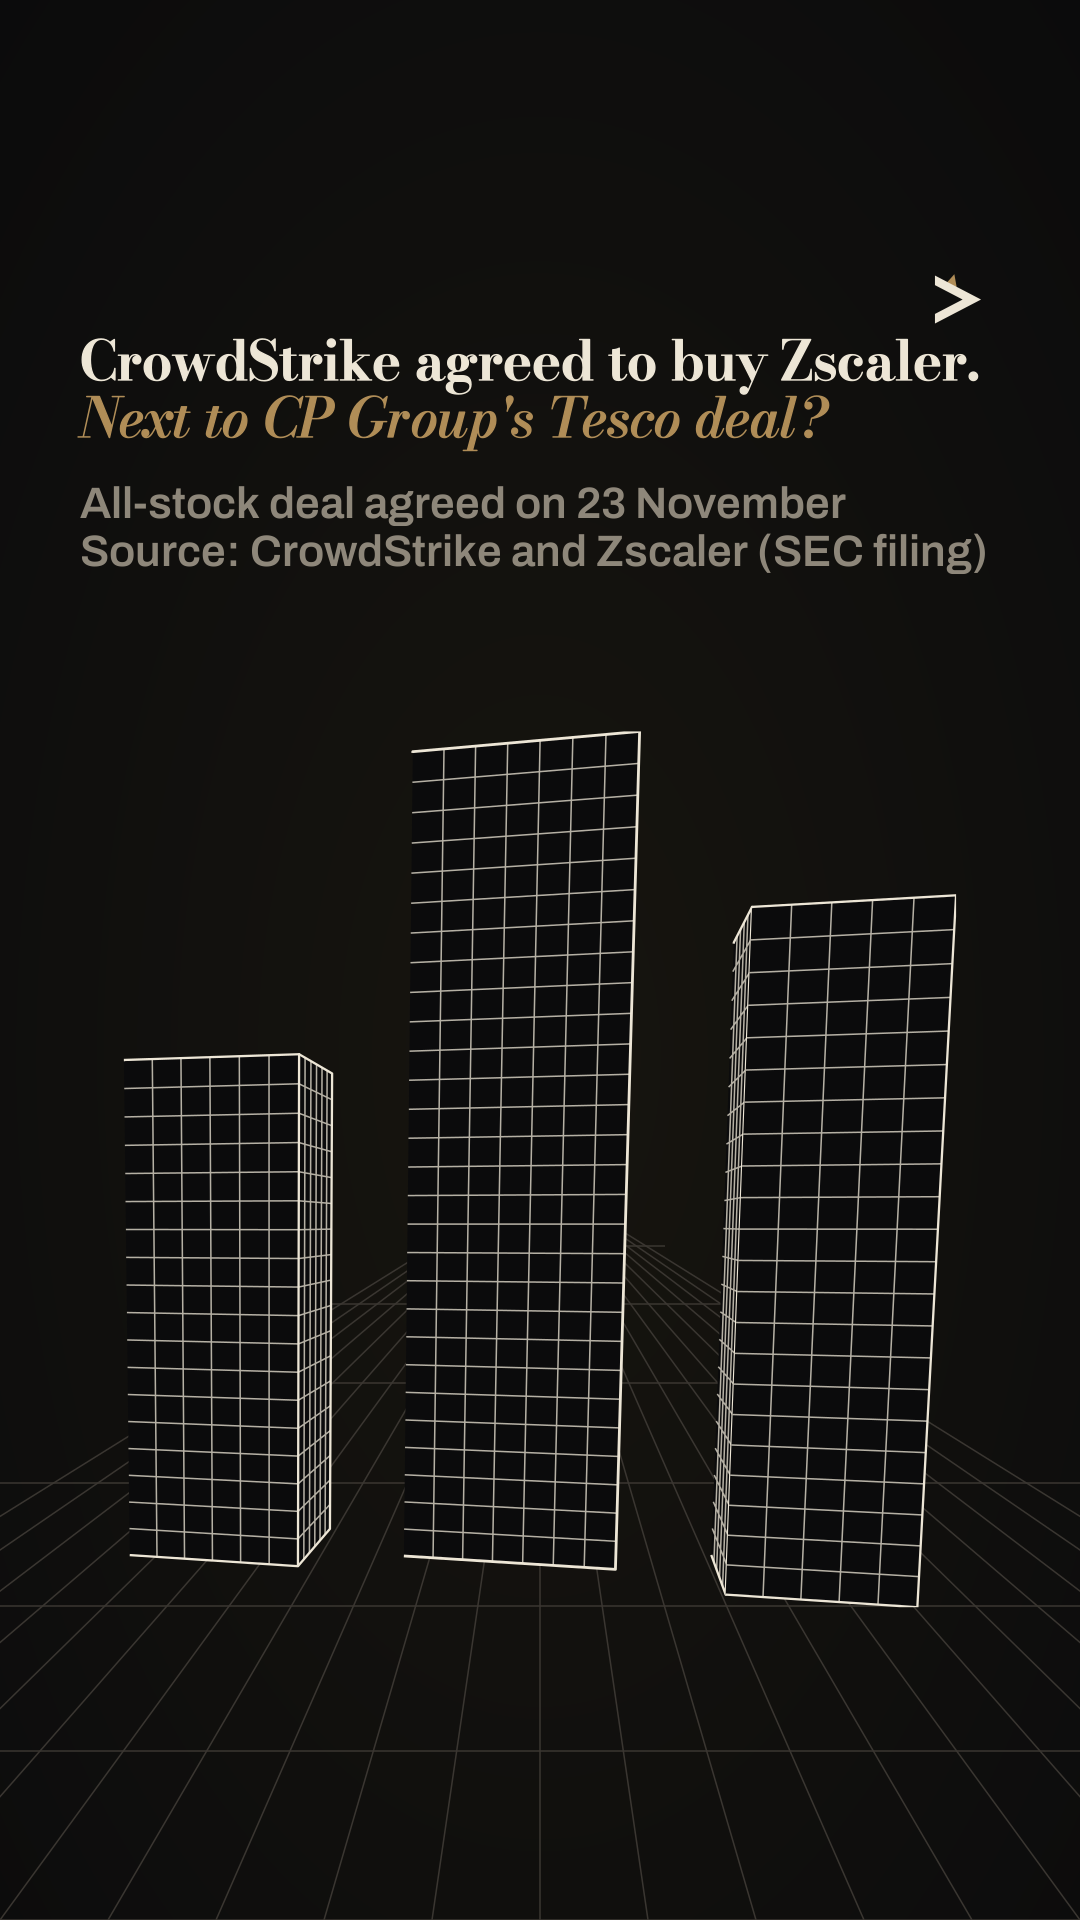 CrowdStrike agreed to buy Zscaler.
Next to CP Group's Tesco deal?
All-stock deal agreed on 23 November
Source: CrowdStrike and Zscaler (SEC filing)